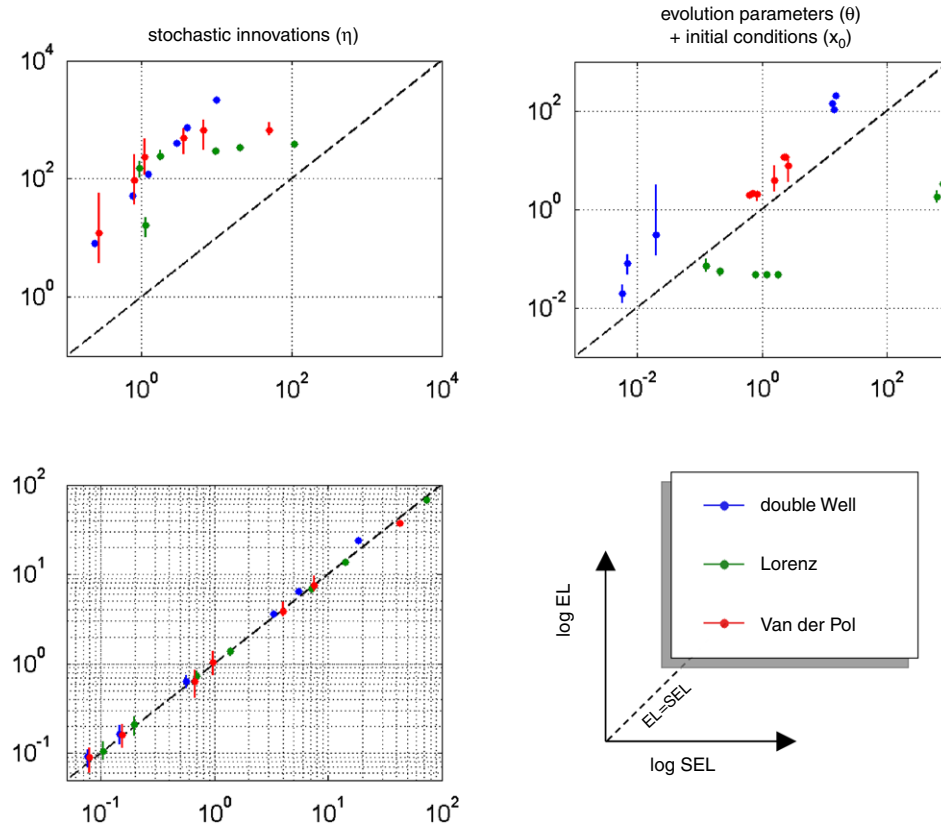 stochastic innovations (η)
evolution parameters (θ)
+ initial conditions (x₀)
10⁴
10²
10⁰
10⁰
10²
10⁴
10²
10⁰
10⁻²
10⁻²
10⁰
10²
10²
10¹
10⁰
10⁻¹
10⁻¹
10⁰
10¹
10²
double Well
Lorenz
Van der Pol
log EL
EL=SEL
log SEL